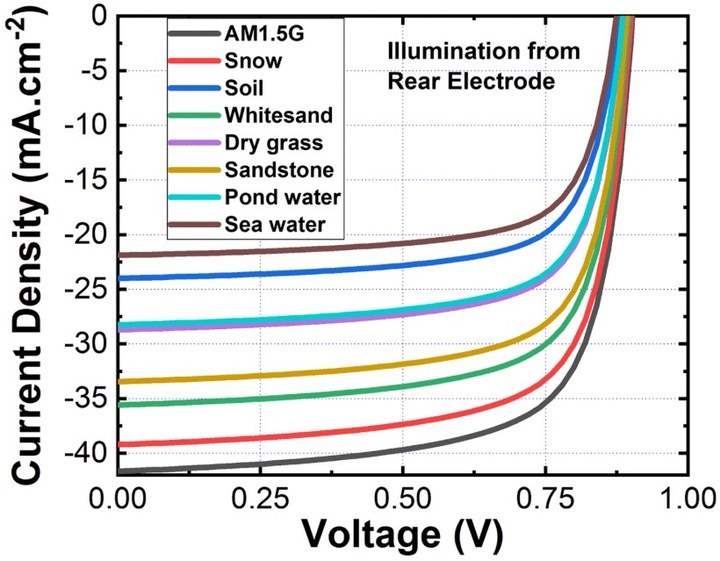 Current Density (mA.cm-2)
0
-5
-10
-15
-20
-25
-30
-35
-40
AM1.5G
Snow
Soil
Whitesand
Dry grass
Sandstone
Pond water
Sea water
Illumination from
Rear Electrode
0.00 0.25 0.50 0.75 1.00
Voltage (V)